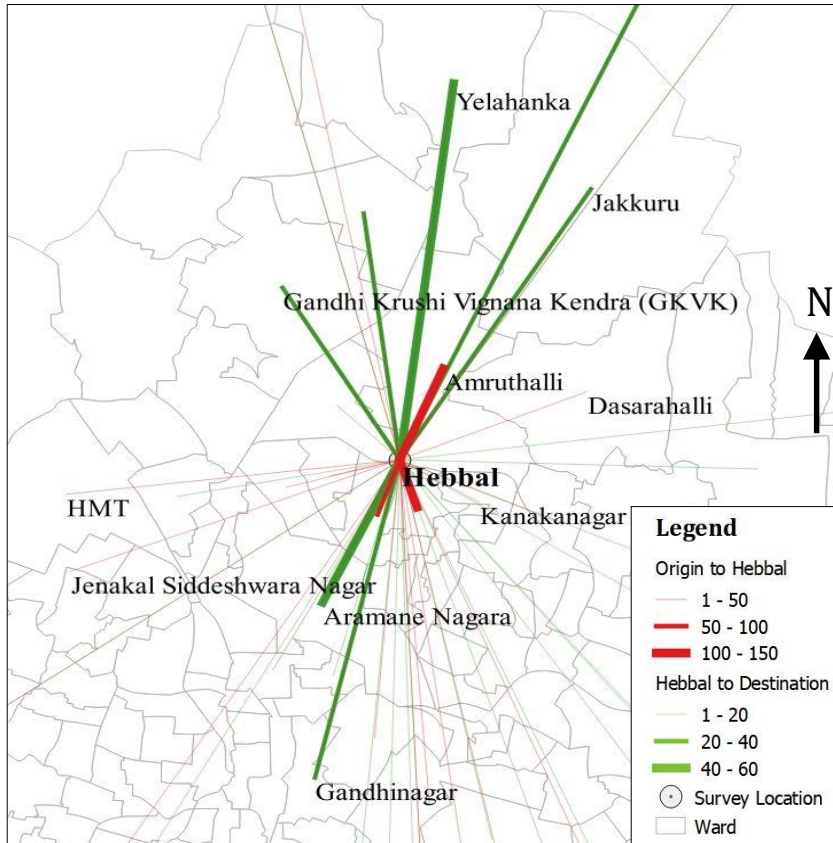 Yelahanka
Jakkuru
Gandhi Krushi Vignana Kendra (GKVK)
N
Amruthalli
Dasarahalli
Hebbal
HMT
Kanakanagar
Jenakal Siddeshwara Nagar
Aramane Nagara
Gandhinagar
Legend
Origin to Hebbal
1 - 50
50 - 100
100 - 150
Hebbal to Destination
1 - 20
20 - 40
40 - 60
Survey Location
Ward